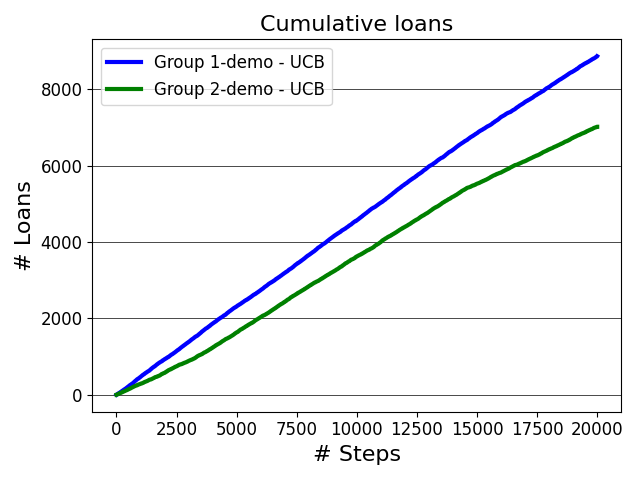 Cumulative loans
Group 1-demo - UCB
Group 2-demo - UCB
# Loans
8000
6000
4000
2000
0
0 2500 5000 7500 10000 12500 15000 17500 20000
# Steps